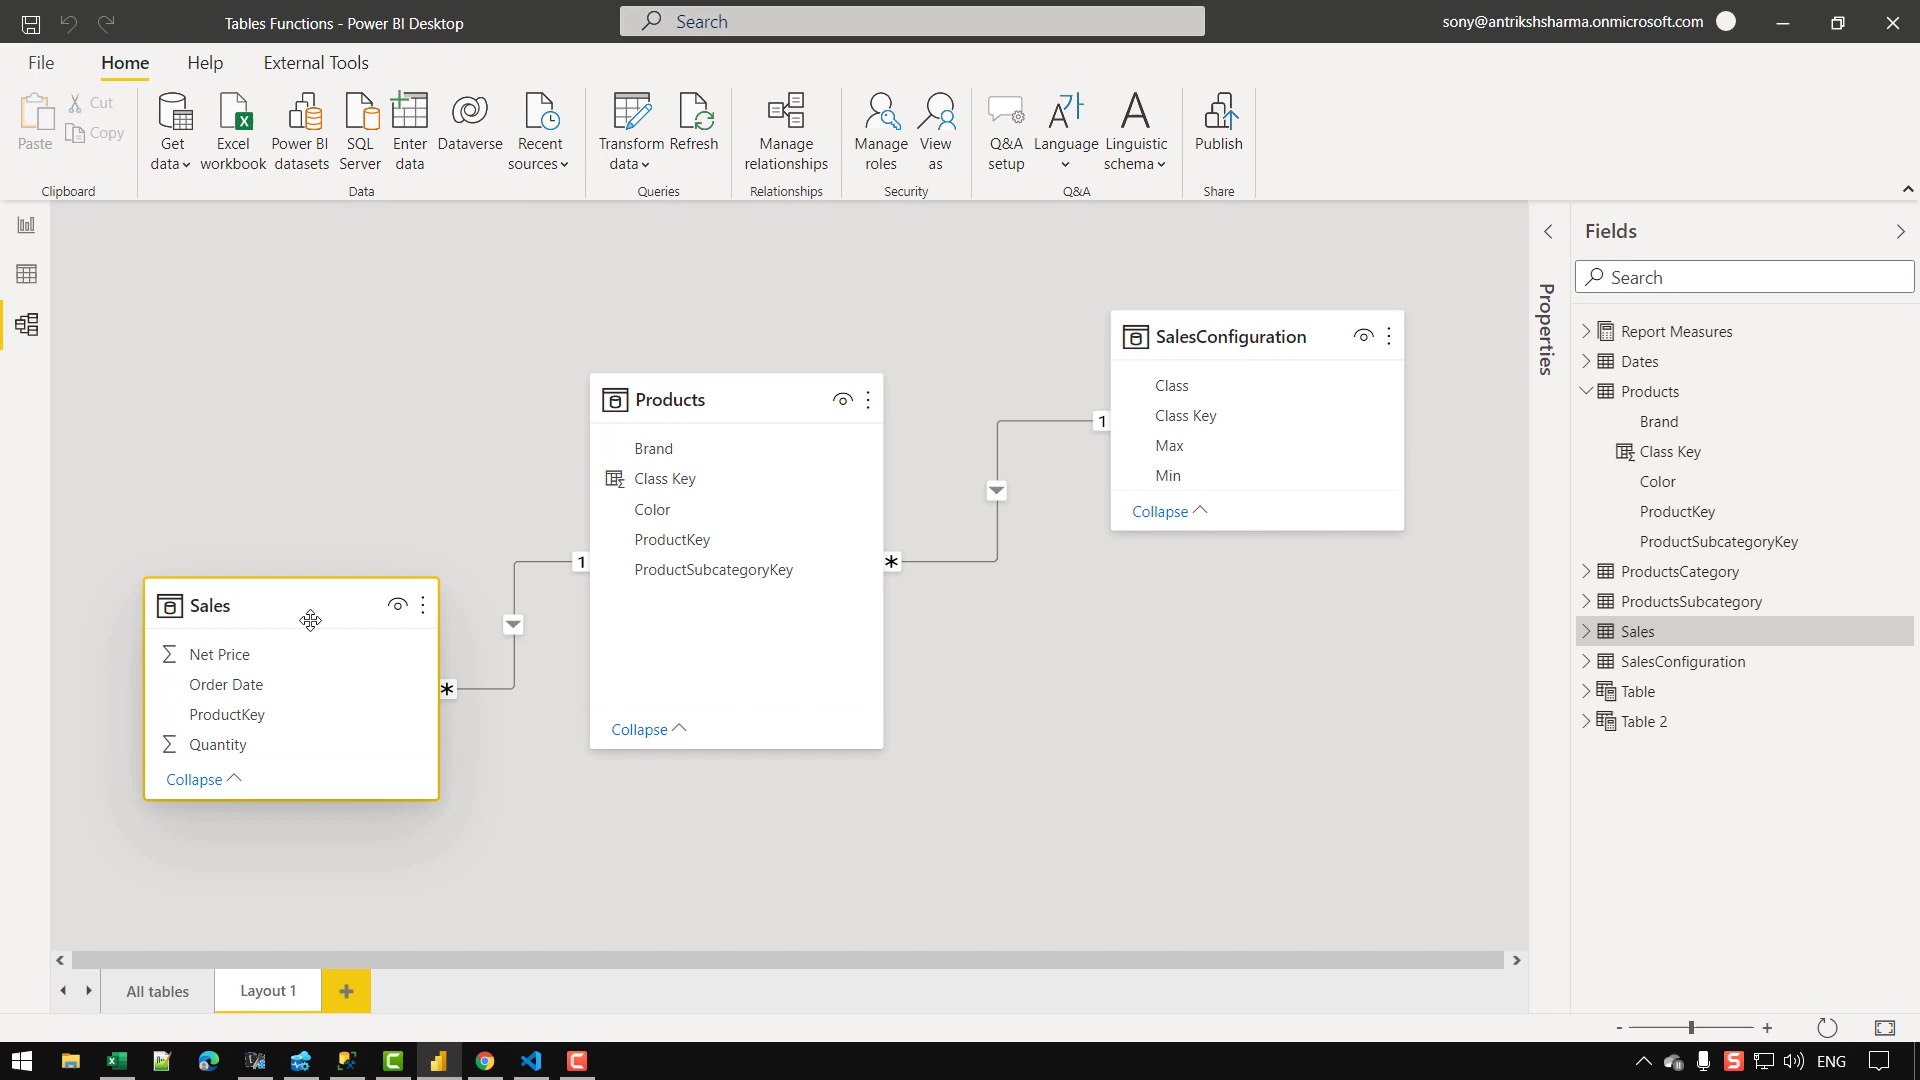 Tables Functions - Power BI Desktop
Search
sony@antrikshsharma.onmicrosoft.com
File
Home
Help
External Tools
Paste
Cut
Copy
Clipboard
Get data
Excel workbook
Power BI datasets
SQL Server
Enter data
Dataverse
Recent sources
Data
Transform data
Refresh
Queries
Manage relationships
Relationships
Manage roles
View as
Security
Q&A setup
Language
Linguistic schema
Q&A
Publish
Share
SalesConfiguration
Class
Class Key
Max
Min
Collapse
1
Products
Brand
Class Key
Color
ProductKey
ProductSubcategoryKey
Collapse
1
*
Sales
Net Price
Order Date
ProductKey
Quantity
Collapse
*
Properties
Fields
Search
Report Measures
Dates
Products
Brand
Class Key
Color
ProductKey
ProductSubcategoryKey
ProductsCategory
ProductsSubcategory
Sales
SalesConfiguration
Table
Table 2
All tables
Layout 1
+
- +
ENG